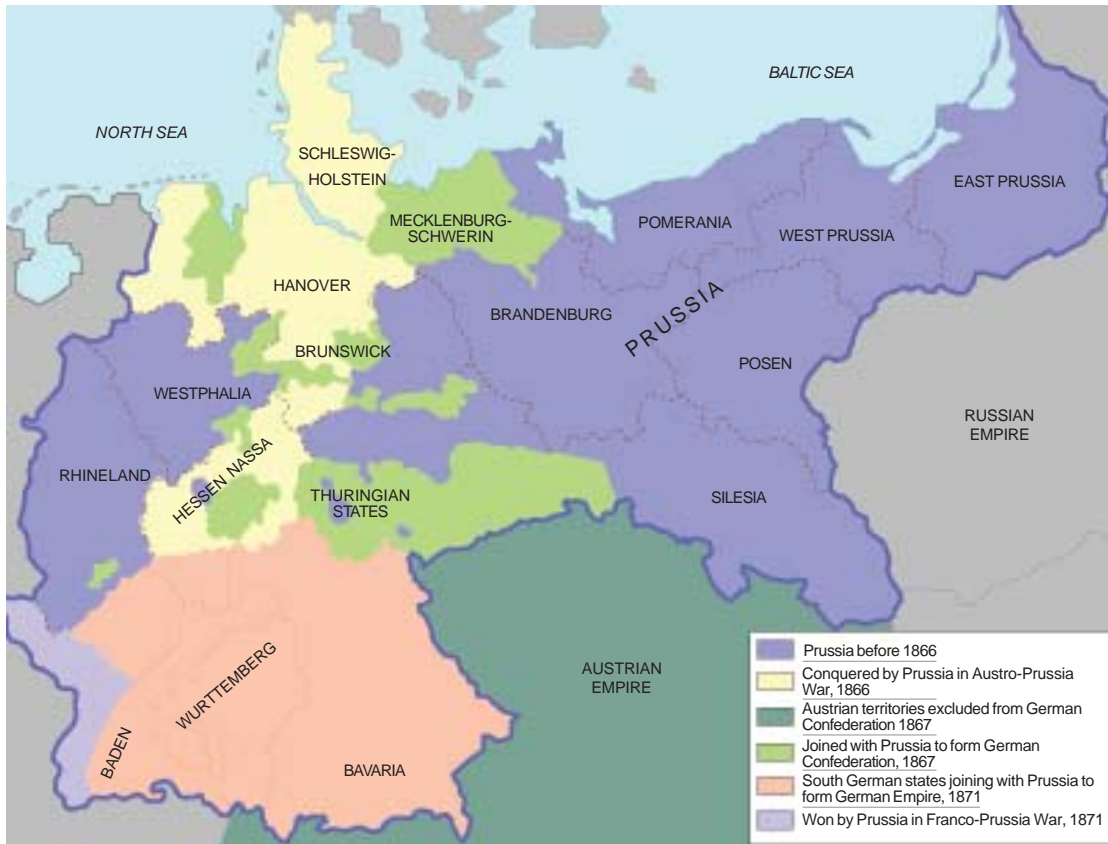 BALTIC SEA
NORTH SEA
SCHLESWIG-
HOLSTEIN
EAST PRUSSIA
MECKLENBURG-
SCHWERIN
POMERANIA
WEST PRUSSIA
HANOVER
BRANDENBURG
PRUSSIA
BRUNSWICK
POSEN
WESTPHALIA
RUSSIAN
EMPIRE
RHINELAND
HESSEN NASSA
THURINGIAN
STATES
SILESIA
WURTTEMBERG
AUSTRIAN
EMPIRE
BADEN
BAVARIA
Prussia before 1866
Conquered by Prussia in Austro-Prussia
War, 1866
Austrian territories excluded from German
Confederation 1867
Joined with Prussia to form German
Confederation, 1867
South German states joining with Prussia to
form German Empire, 1871
Won by Prussia in Franco-Prussia War, 1871